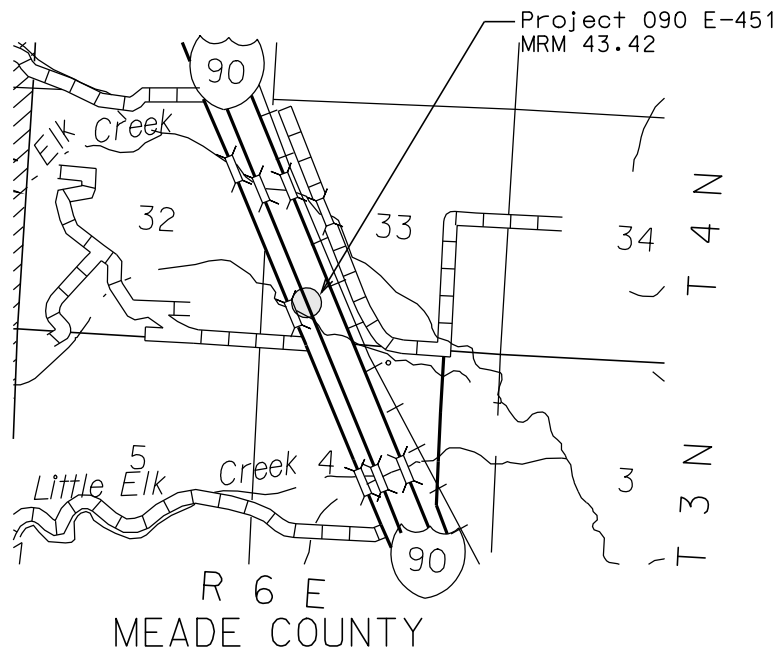 Project 090 E-451
MRM 43.42
90
Elk Creek
32
33
34
T 4 N
5
4
3
Little Elk Creek
T 3 N
90
R 6 E
MEADE COUNTY